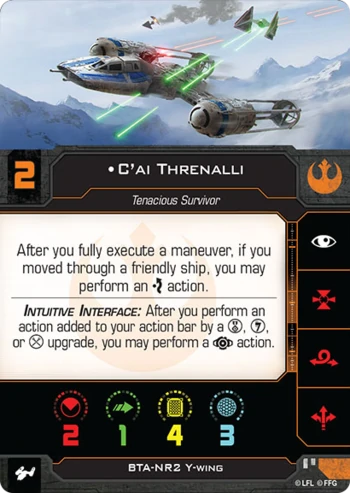 2
• C'ai Threnalli
Tenacious Survivor
After you fully execute a maneuver, if you
moved through a friendly ship, you may
perform an action.
Intuitive Interface: After you perform an
action added to your action bar by a , ,
or upgrade, you may perform a action.
2 1 4 3
BTA-NR2 Y-wing
©LFL ©FFG